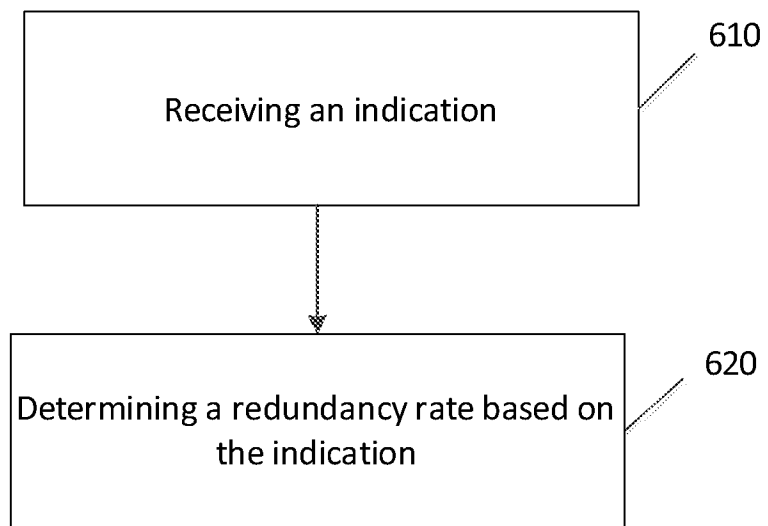 610
Receiving an indication
620
Determining a redundancy rate based on
the indication